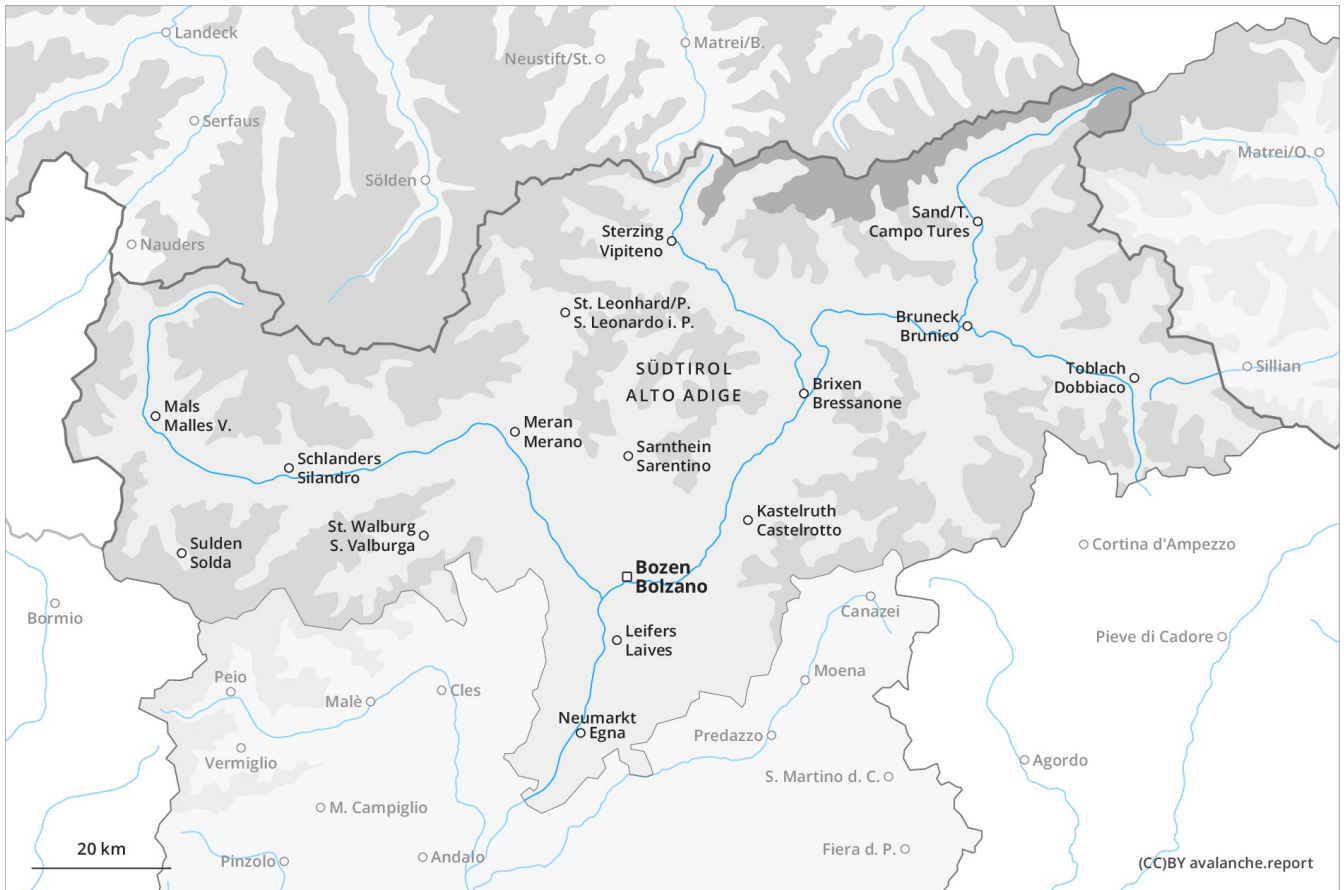 Landeck
Matrei/B.
Neustift/St.
Serfaus
Matrei/O.
Sölden
Sand/T.
Campo Tures
Sterzing
Vipiteno
Nauders
St. Leonhard/P.
S. Leonardo i. P.
Bruneck
Brunico
SÜDTIROL
ALTO ADIGE
Toblach
Dobbiaco
Sillian
Brixen
Bressanone
Mals
Malles V.
Meran
Merano
Sarnthein
Sarentino
Schlanders
Silandro
Kastelruth
Castelrotto
St. Walburg
S. Valburga
Sulden
Solda
Cortina d'Ampezzo
Bozen
Bolzano
Bormio
Canazei
Leifers
Laives
Pieve di Cadore
Peio
Moena
Malè
Cles
Neumarkt
Egna
Predazzo
Vermiglio
Agordo
S. Martino d. C.
M. Campiglio
20 km
Pinzolo
Andalo
Fiera d. P.
(CC)BY avalanche.report